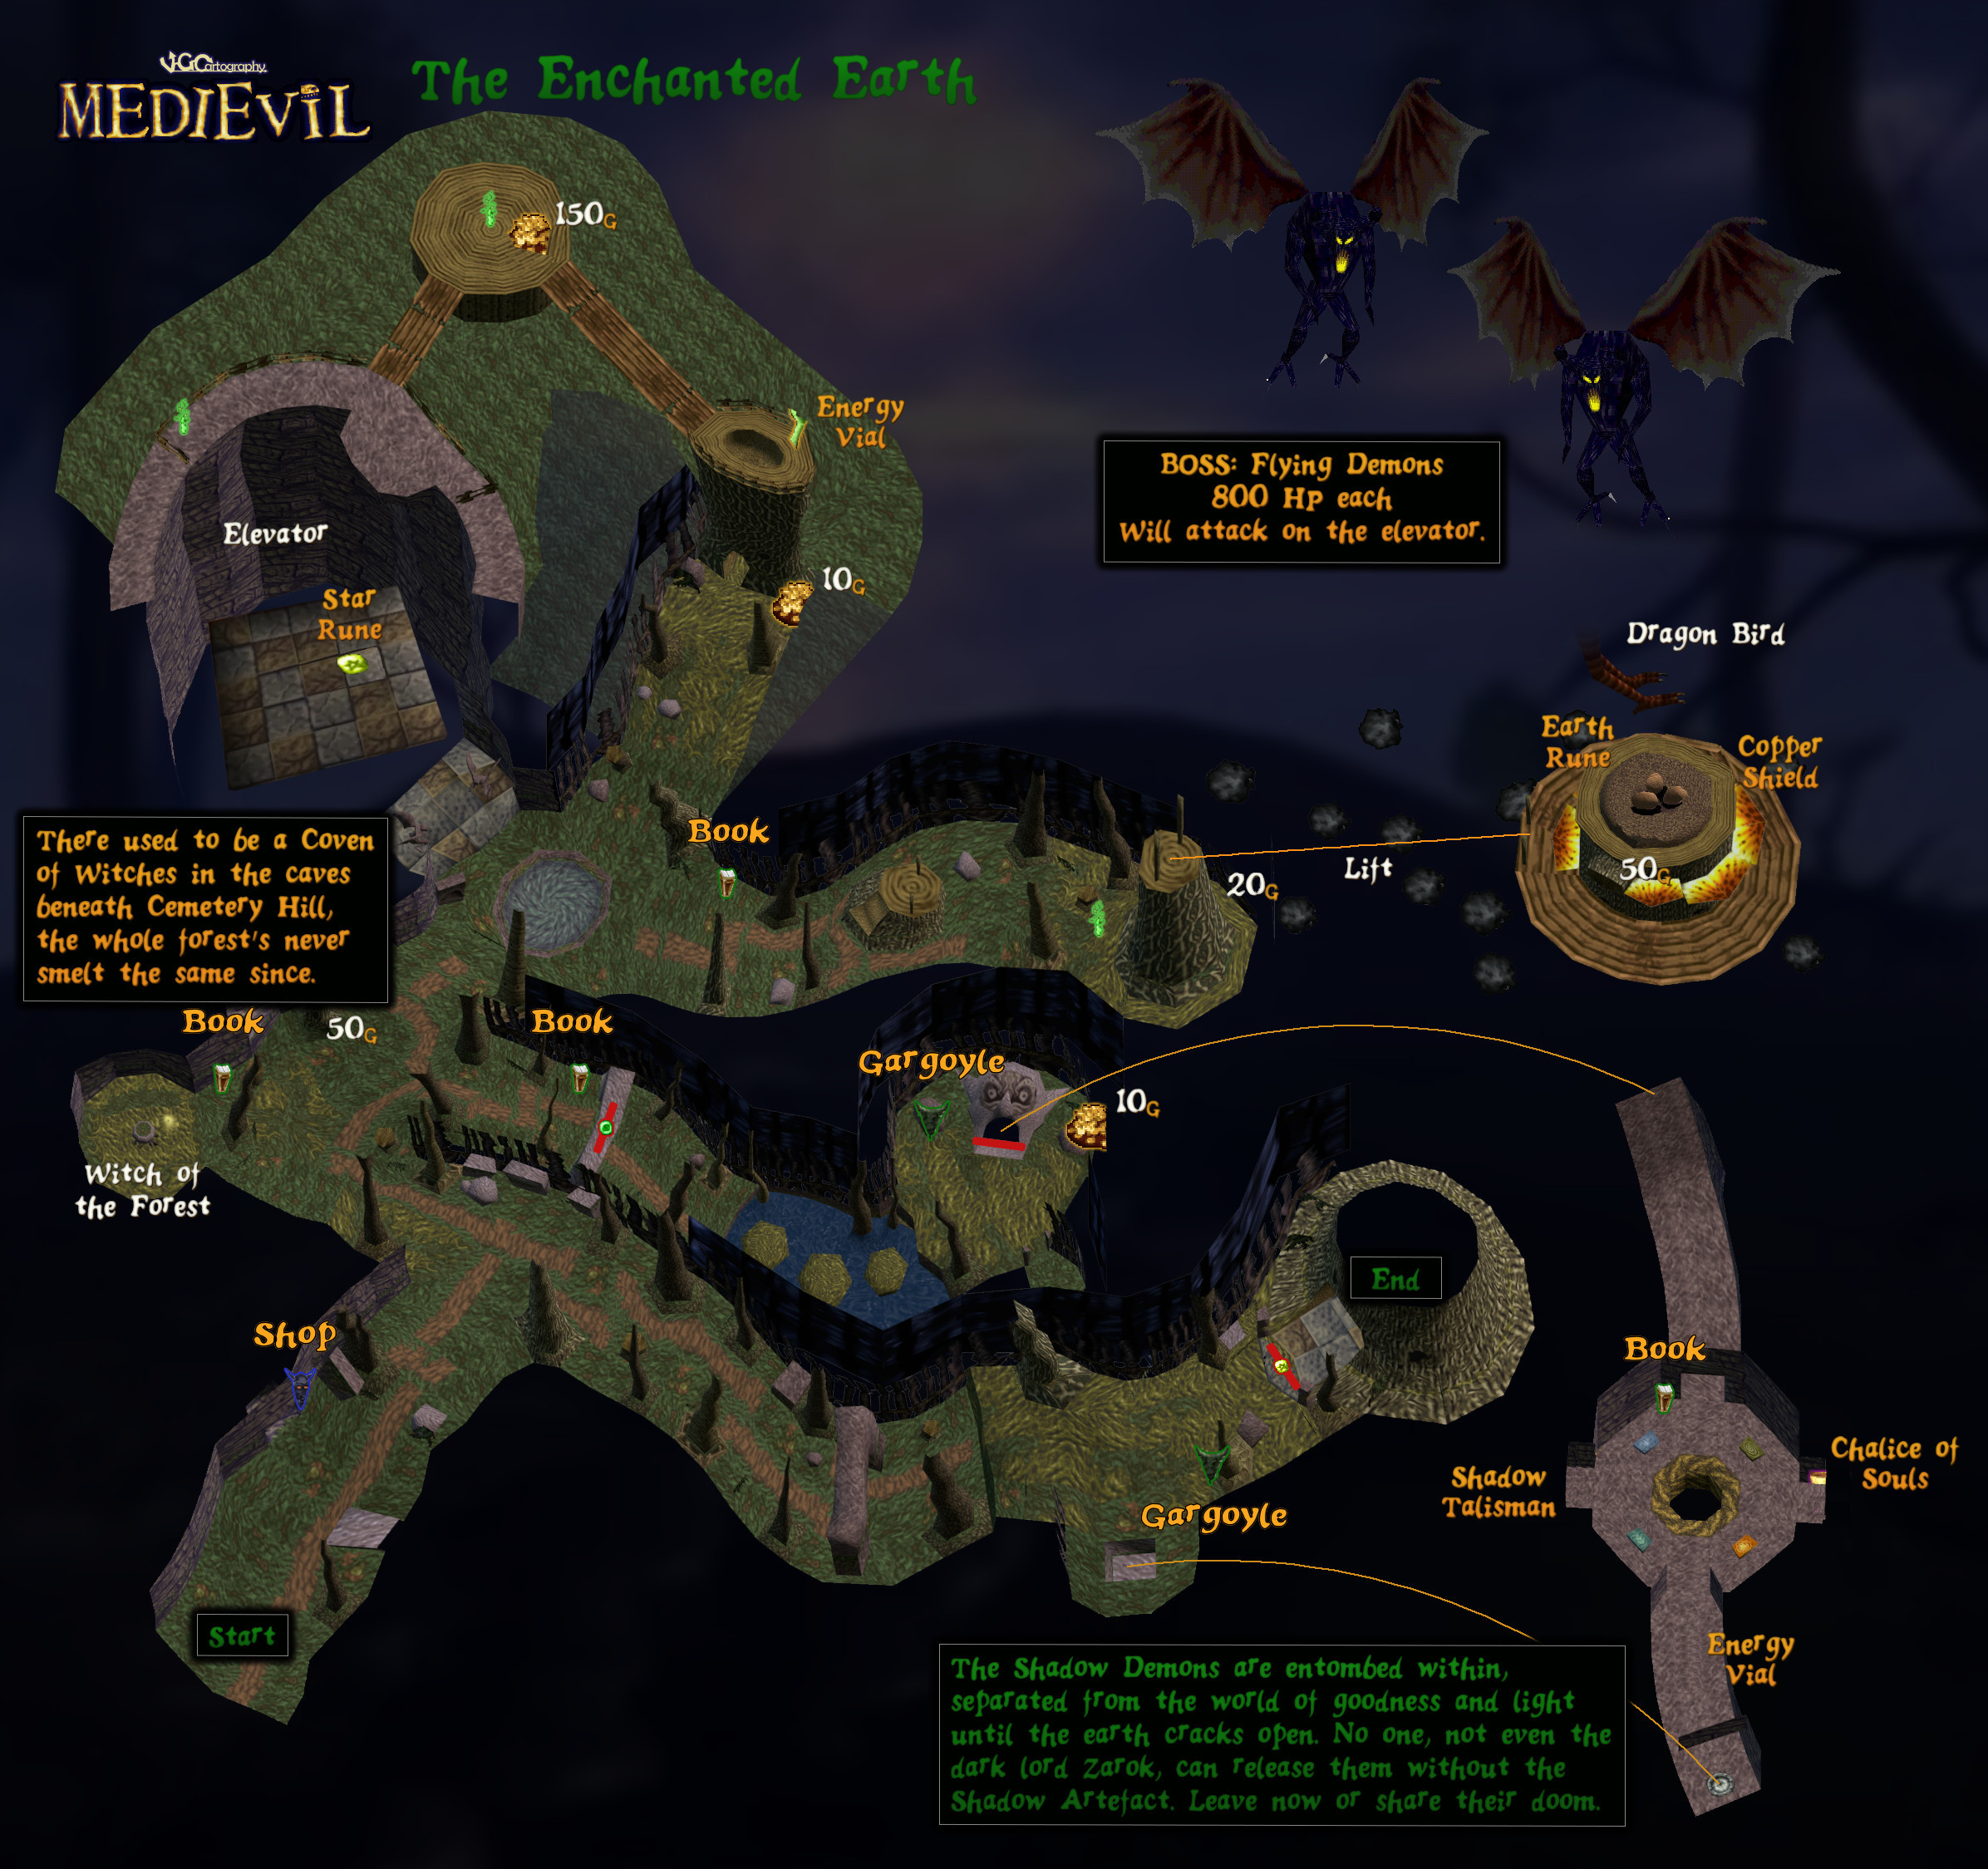 VGCartography
MEDIEVIL
The Enchanted Earth
150G
Energy
Vial
Elevator
10G
Star
Rune
BOSS: Flying Demons
800 Hp each
Will attack on the elevator.
Dragon Bird
Earth
Rune
Copper
Shield
Book
There used to be a Coven
of Witches in the caves
beneath Cemetery Hill,
the whole forest's never
smelt the same since.
20G
Lift
50G
Book
50G
Book
Gargoyle
10G
Witch of
the Forest
End
Shop
Book
Shadow
Talisman
Chalice of
Souls
Gargoyle
Start
Energy
Vial
The Shadow Demons are entombed within,
separated from the world of goodness and light
until the earth cracks open. No one, not even the
dark lord Zarok, can release them without the
Shadow Artefact. Leave now or share their doom.